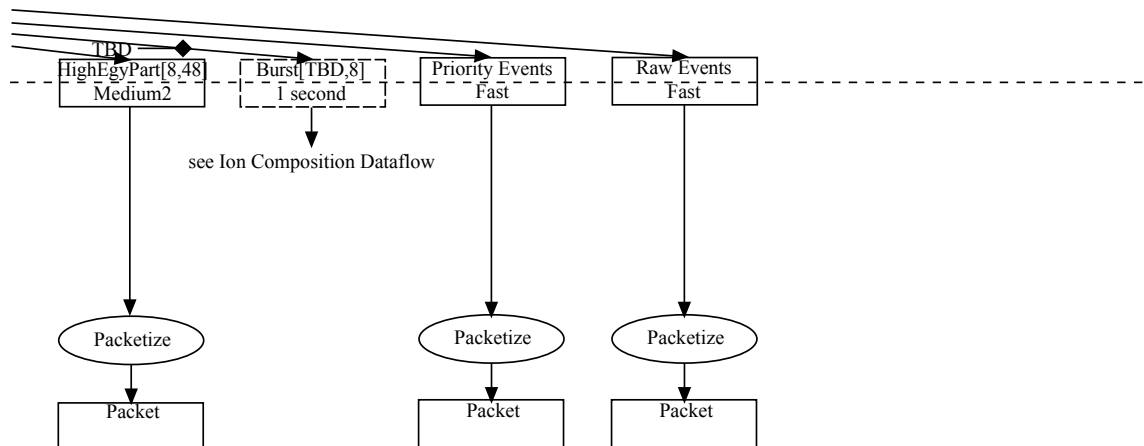 TBD
HighEgyPart[8,48]
Medium2
Burst[TBD,8]
1 second
Priority Events
Fast
Raw Events
Fast
see Ion Composition Dataflow
Packetize
Packetize
Packetize
Packet
Packet
Packet